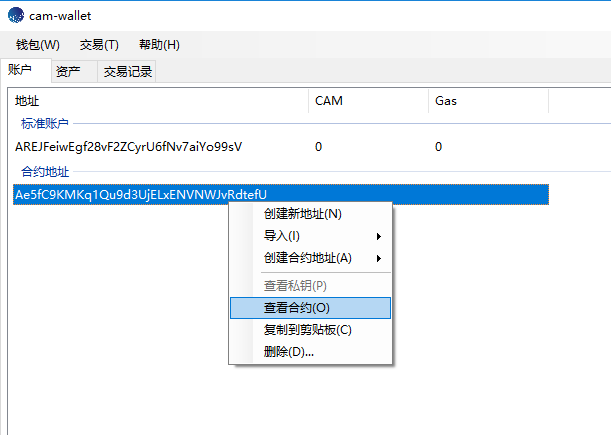 cam-wallet
钱包(W) 交易(T) 帮助(H)
账户 资产 交易记录
地址 CAM Gas
标准账户
AREJFeiwEgf28vF2ZCyrU6fNv7aiYo99sV 0 0
合约地址
Ae5fC9KMKq1Qu9d3UjELxENVNWJvRdtefU
创建新地址(N)
导入(I)
创建合约地址(A)
查看私钥(P)
查看合约(O)
复制到剪贴板(C)
删除(D)...